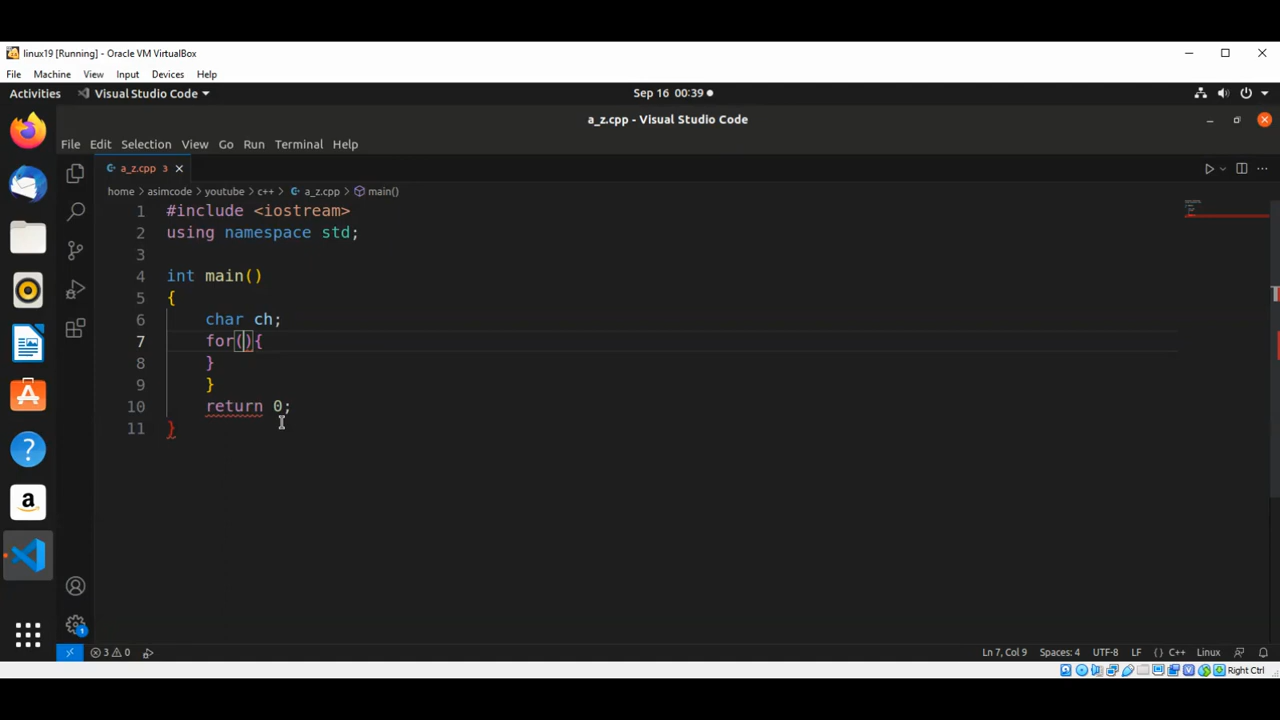 linux19 [Running] - Oracle VM VirtualBox
File Machine View Input Devices Help
Activities Visual Studio Code Sep 16 00:39
a_z.cpp - Visual Studio Code
File Edit Selection View Go Run Terminal Help
a_z.cpp 3
home > asimcode > youtube > c++ > a_z.cpp > main()
1 #include <iostream>
2 using namespace std;
3
4 int main()
5 {
6 char ch;
7 for(){
8 }
9 }
10 return 0;
11 }
1
3 0 Ln 7, Col 9 Spaces: 4 UTF-8 LF {} C++ Linux
Right Ctrl